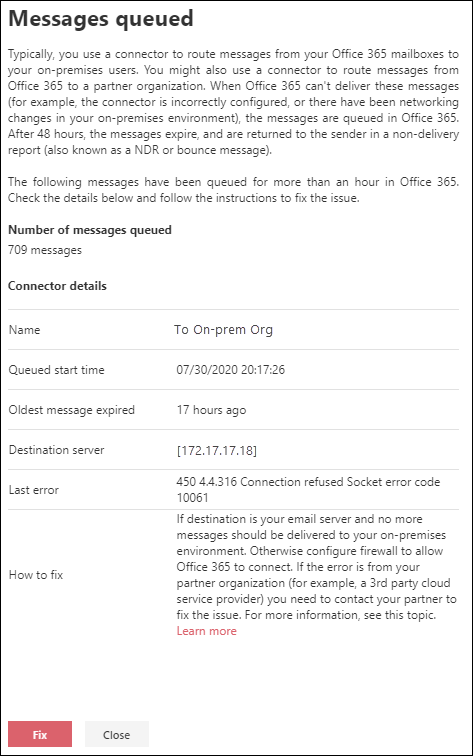 Messages queued
Typically, you use a connector to route messages from your Office 365 mailboxes to
your on-premises users. You might also use a connector to route messages from
Office 365 to a partner organization. When Office 365 can't deliver these messages
(for example, the connector is incorrectly configured, or there have been networking
changes in your on-premises environment), the messages are queued in Office 365.
After 48 hours, the messages expire, and are returned to the sender in a non-delivery
report (also known as a NDR or bounce message).
The following messages have been queued for more than an hour in Office 365.
Check the details below and follow the instructions to fix the issue.
Number of messages queued
709 messages
Connector details
Name To On-prem Org
Queued start time 07/30/2020 20:17:26
Oldest message expired 17 hours ago
Destination server [172.17.17.18]
Last error 450 4.4.316 Connection refused Socket error code
10061
How to fix If destination is your email server and no more
messages should be delivered to your on-premises
environment. Otherwise configure firewall to allow
Office 365 to connect. If the error is from your
partner organization (for example, a 3rd party cloud
service provider) you need to contact your partner to
fix the issue. For more information, see this topic.
Learn more
Fix Close